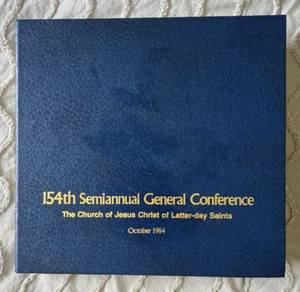 154th Semiannual General Conference
The Church of Jesus Christ of Latter-day Saints
October 1984